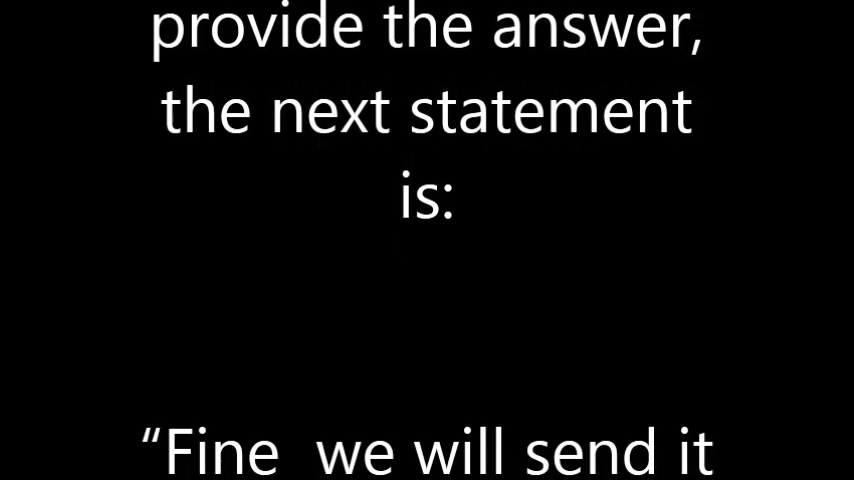 provide the answer,
the next statement
is:
“Fine  we will send it